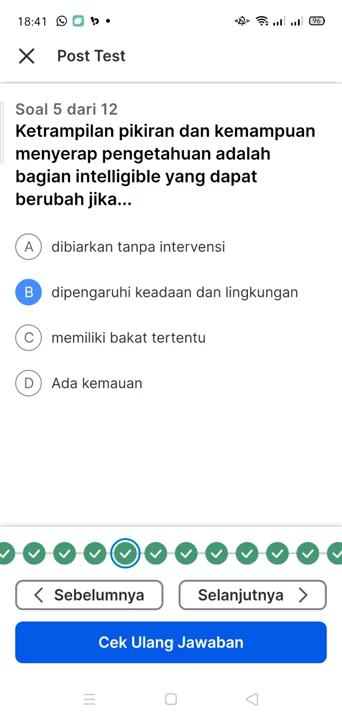 18:41
96
Post Test
Soal 5 dari 12
Ketrampilan pikiran dan kemampuan
menyerap pengetahuan adalah
bagian intelligible yang dapat
berubah jika...
A dibiarkan tanpa intervensi
B dipengaruhi keadaan dan lingkungan
C memiliki bakat tertentu
D Ada kemauan
Sebelumnya
Selanjutnya
Cek Ulang Jawaban